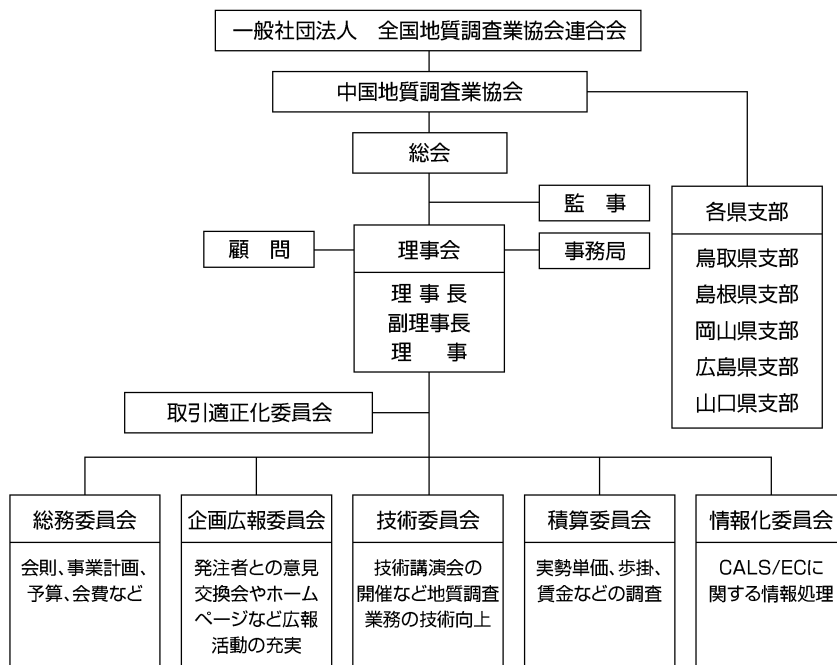 一般社団法人　全国地質調査業協会連合会
中国地質調査業協会
総会
監　事
顧　問
理事会
事務局
理 事 長
副理事長
理　　事
各県支部
鳥取県支部
島根県支部
岡山県支部
広島県支部
山口県支部
取引適正化委員会
総務委員会
会則、事業計画、
予算、会費など
企画広報委員会
発注者との意見
交換会やホーム
ページなど広報
活動の充実
技術委員会
技術講演会の
開催など地質調査
業務の技術向上
積算委員会
実勢単価、歩掛、
賃金などの調査
情報化委員会
CALS/ECに
関する情報処理